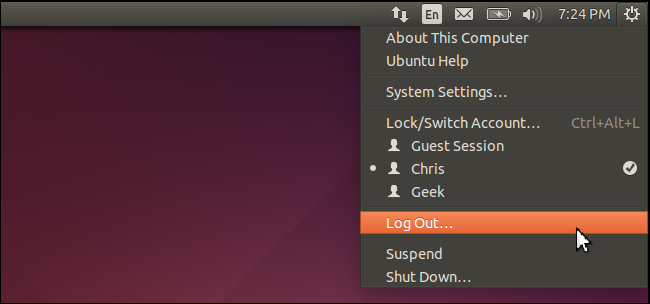 En 7:24 PM
About This Computer
Ubuntu Help
System Settings…
Lock/Switch Account… Ctrl+Alt+L
Guest Session
Chris
Geek
Log Out…
Suspend
Shut Down…